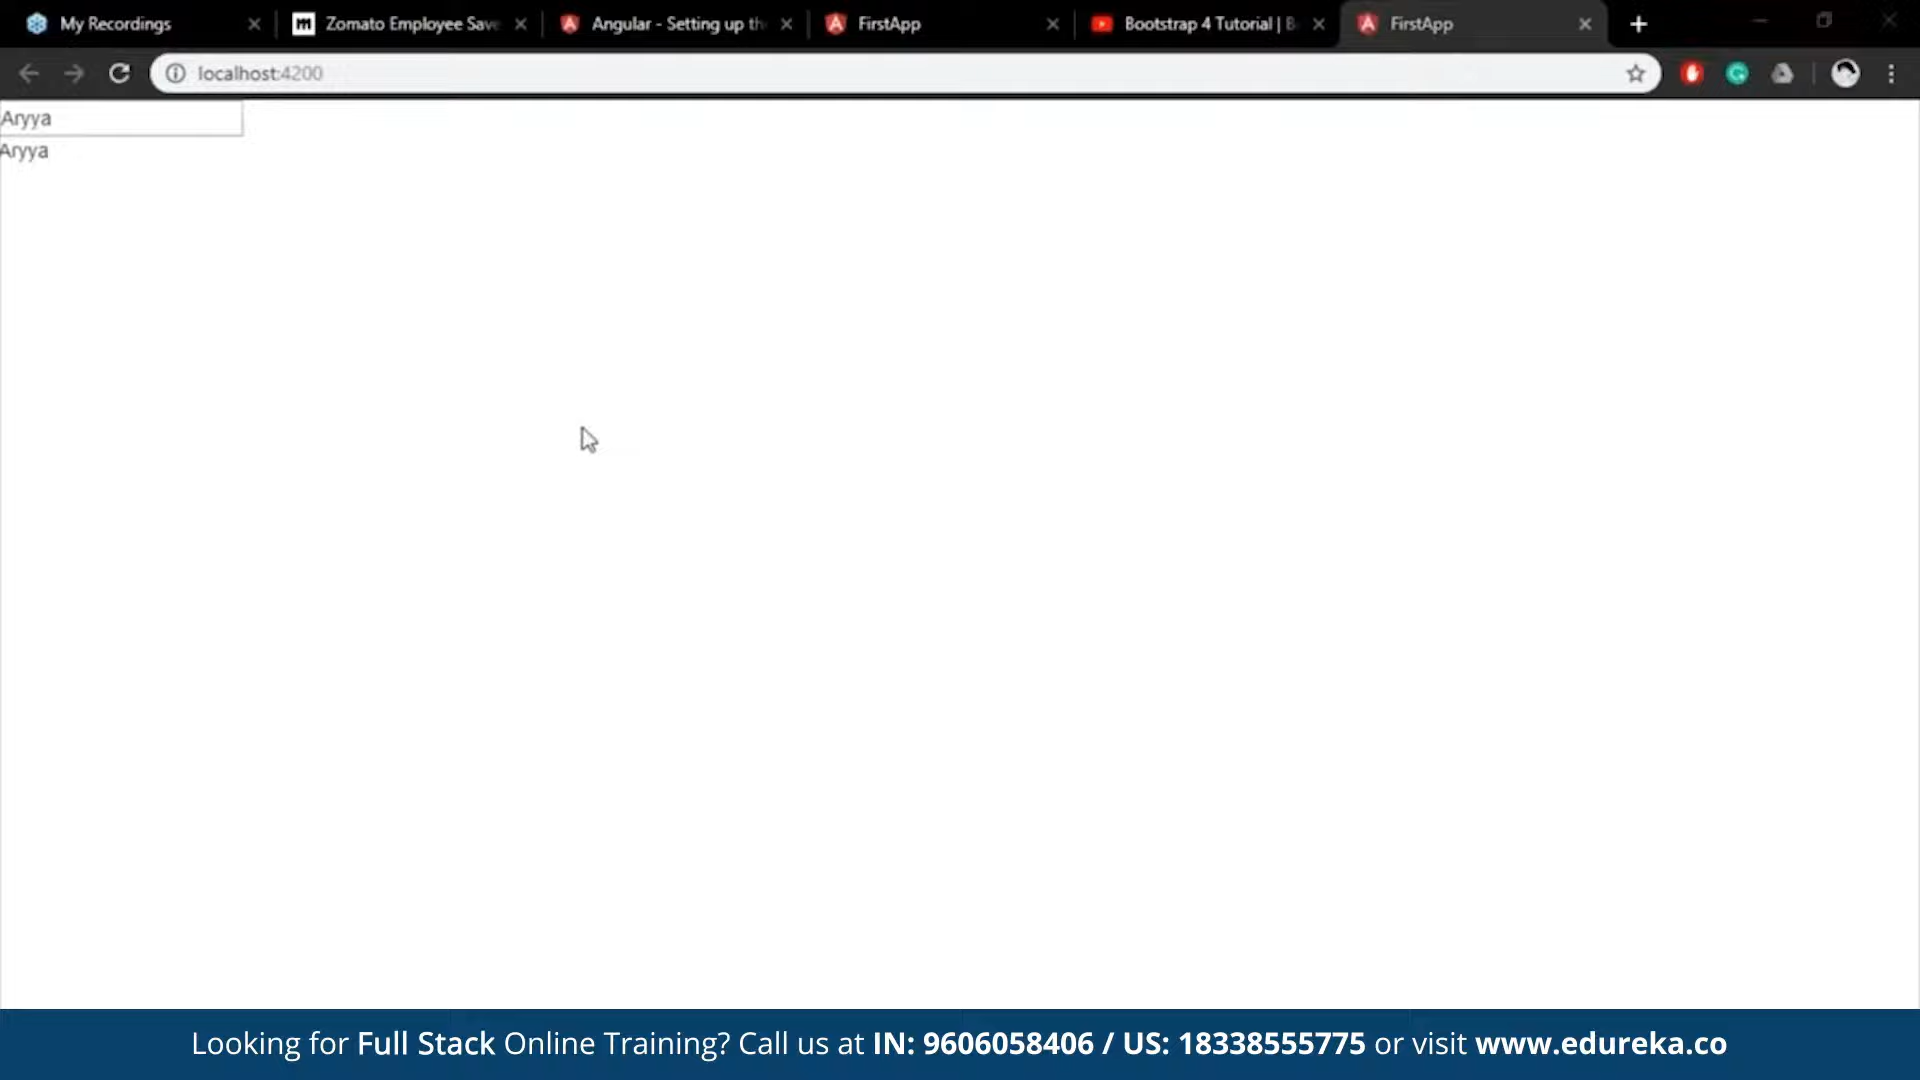 My Recordings
Zomato Employee Save
Angular - Setting up th
FirstApp
Bootstrap 4 Tutorial | B
FirstApp
localhost:4200
Aryya
Aryya
Looking for Full Stack Online Training? Call us at IN: 9606058406 / US: 18338555775 or visit www.edureka.co